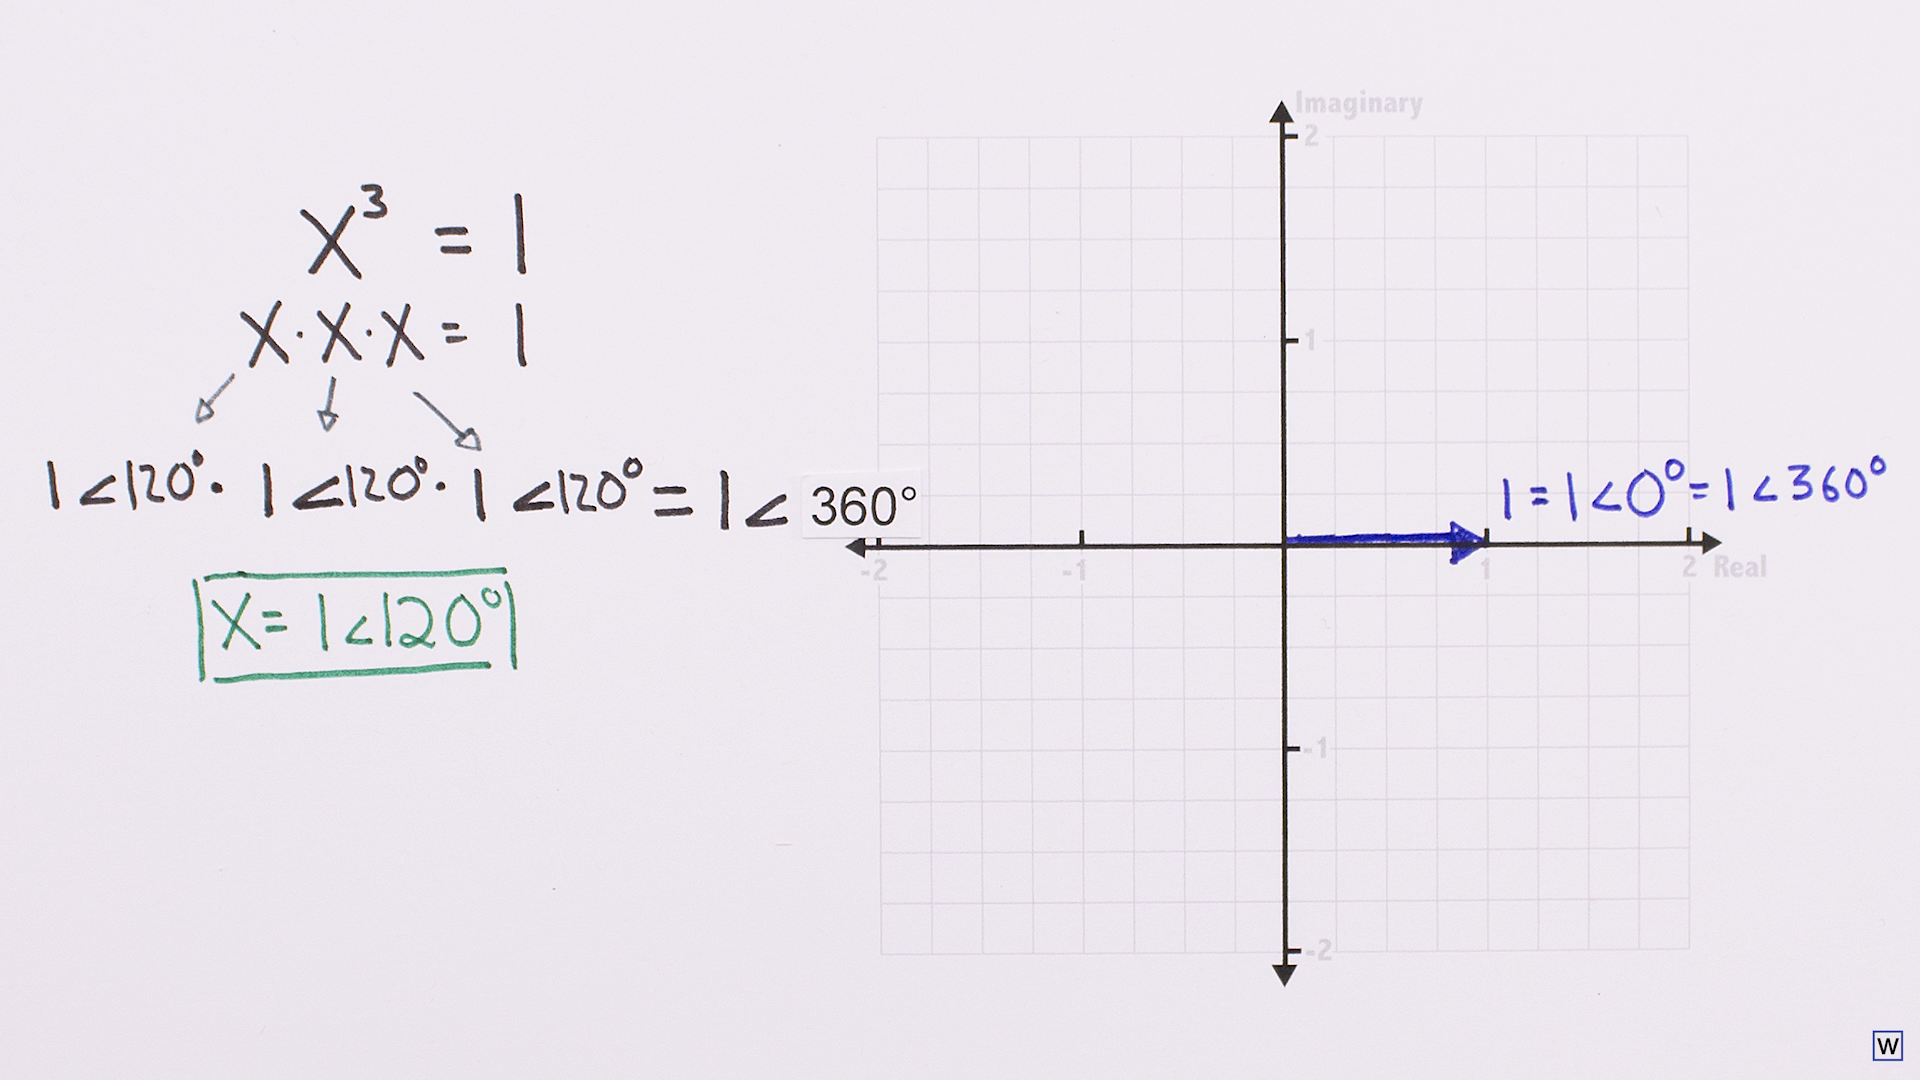 x³ = 1
x·x·x = 1
1<120°· 1<120°· 1<120° = 1< 360°
x= 1<120°
Imaginary
2
1
1=1<0°=1<360°
-2
-1
1
2
Real
-1
-2
W